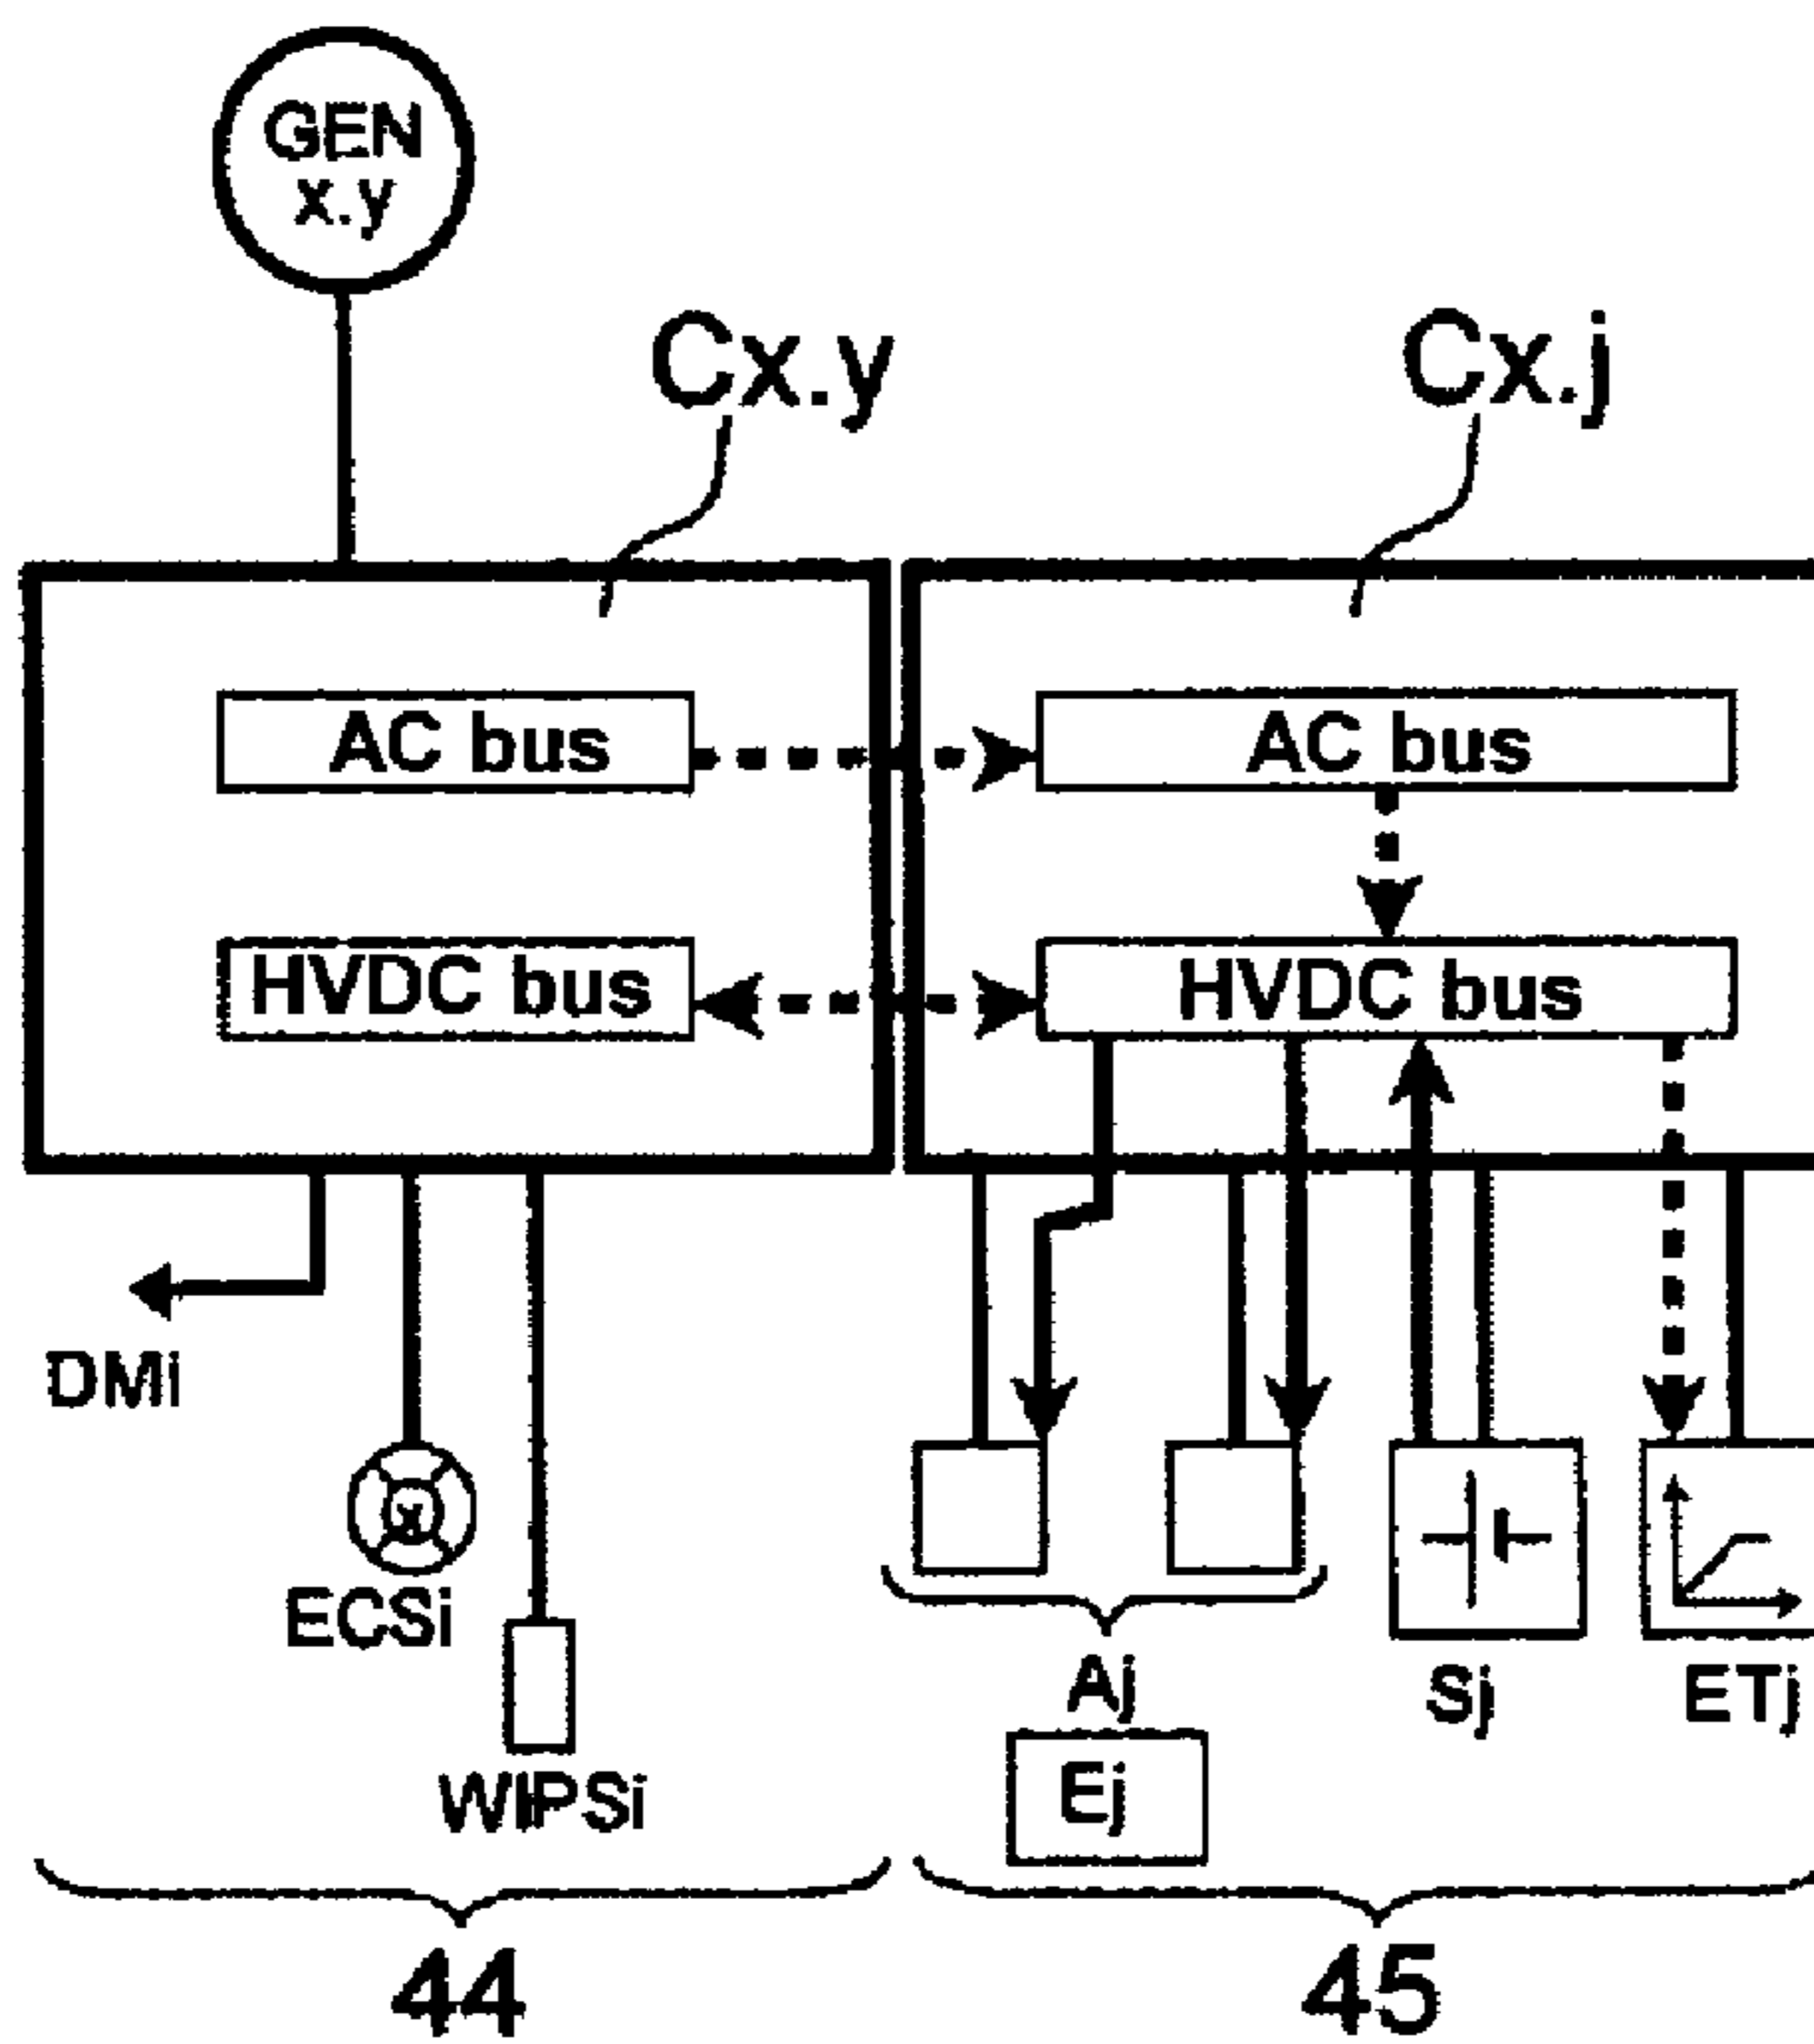 GEN
x.y
Cx.y
Cx.j
AC bus
AC bus
HVDC bus
HVDC bus
DMi
ECSi
WIPSi
Aj
Ej
Sj
ETj
44
45